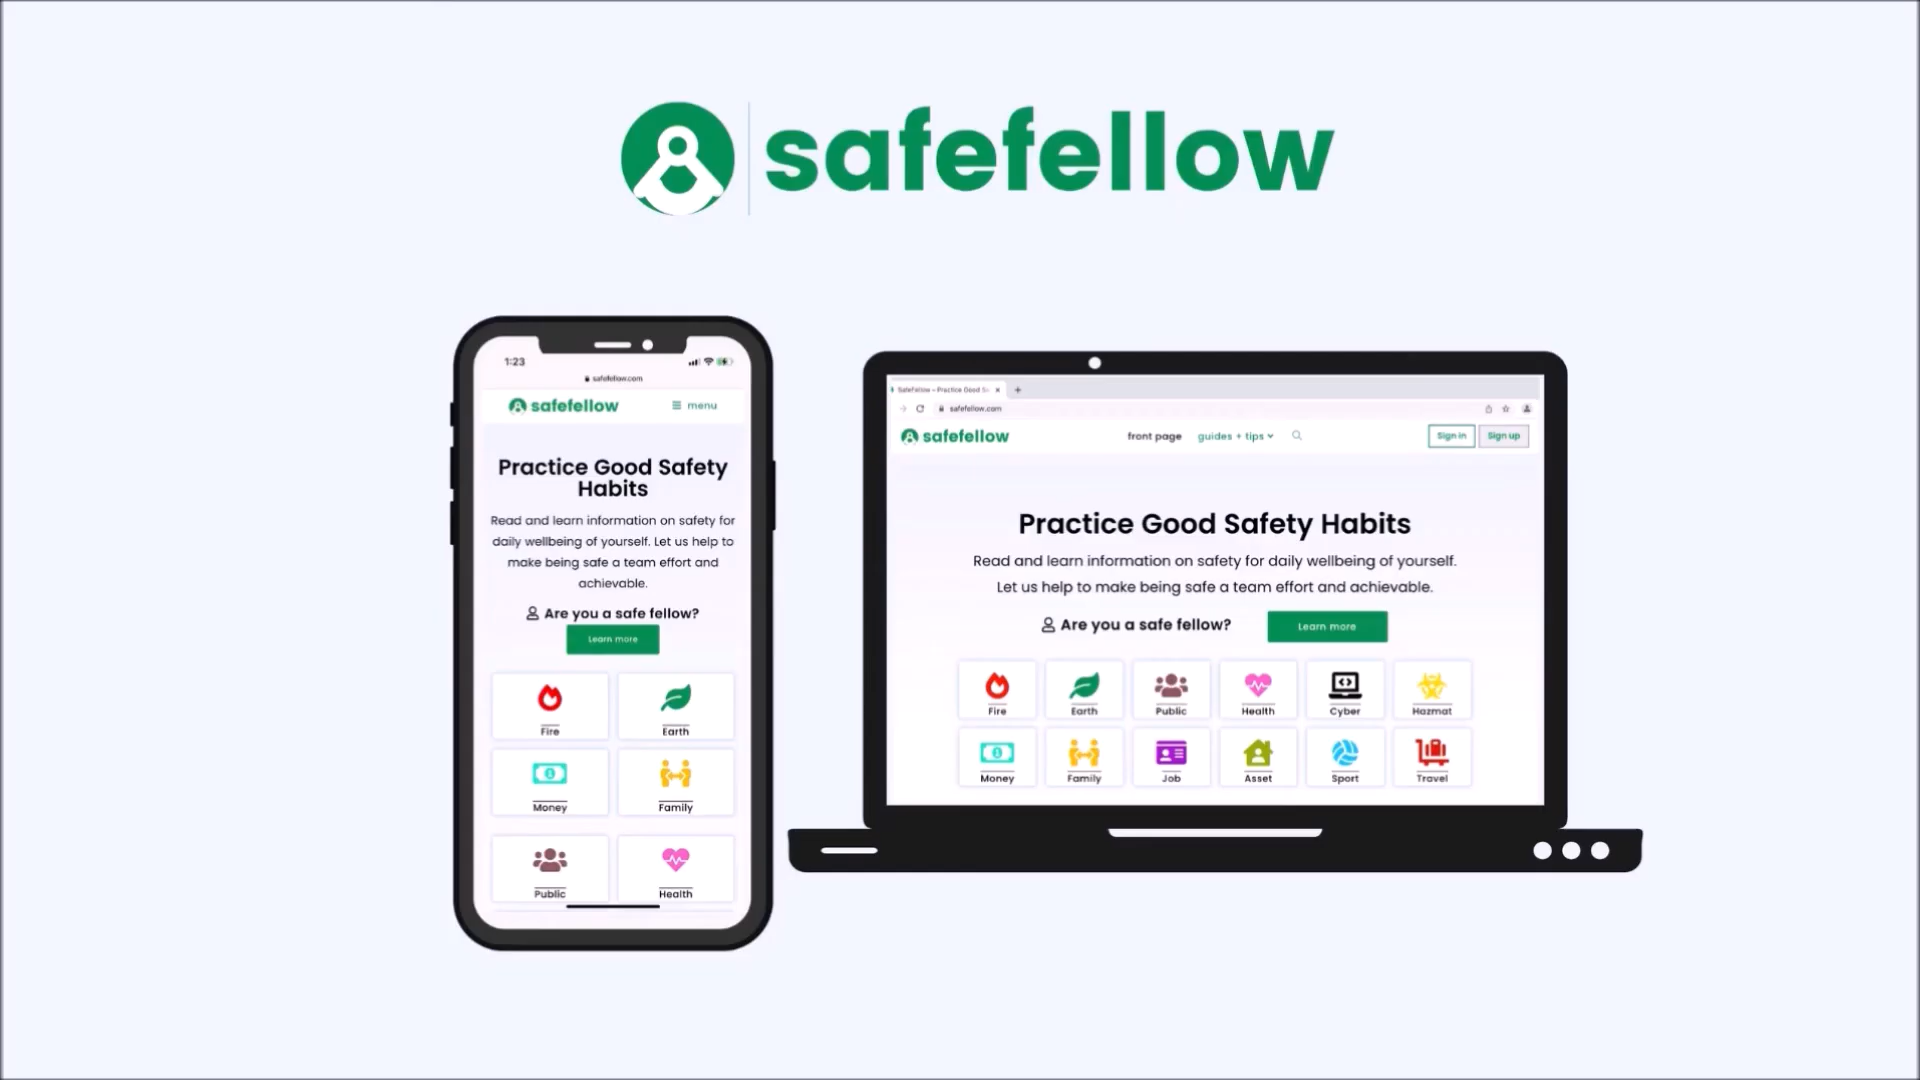 safefellow
1:23
safefellow.com
safefellow
menu
Practice Good Safety
Habits
Read and learn information on safety for
daily wellbeing of yourself. Let us help to
make being safe a team effort and
achievable.
Are you a safe fellow?
Learn more
Fire
Earth
Money
Family
Public
Health
SafeFellow – Practice Good Sa
safefellow.com
safefellow
front page
guides + tips
Sign in
Sign up
Practice Good Safety Habits
Read and learn information on safety for daily wellbeing of yourself.
Let us help to make being safe a team effort and achievable.
Are you a safe fellow?
Learn more
Fire
Earth
Public
Health
Cyber
Hazmat
Money
Family
Job
Asset
Sport
Travel